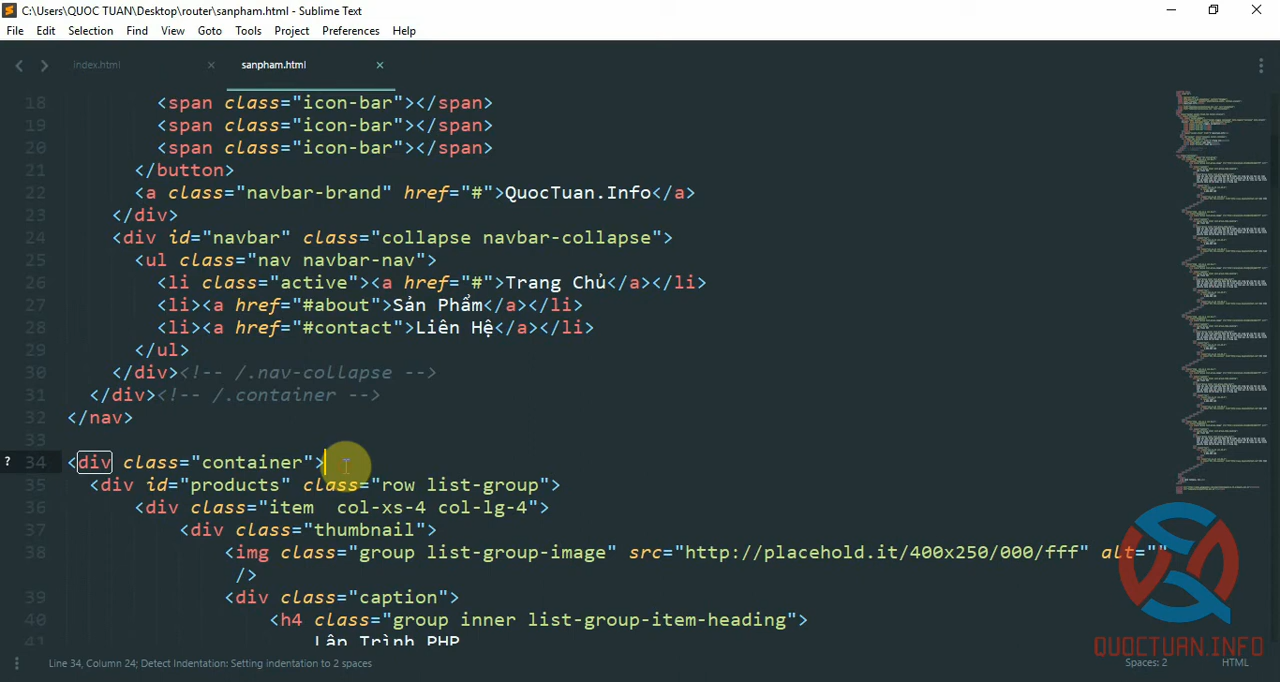 C:\Users\QUOC TUAN\Desktop\router\sanpham.html - Sublime Text
File Edit Selection Find View Goto Tools Project Preferences Help
index.html sanpham.html
18 <span class="icon-bar"></span>
19 <span class="icon-bar"></span>
20 <span class="icon-bar"></span>
21 </button>
22 <a class="navbar-brand" href="#">QuocTuan.Info</a>
23 </div>
24 <div id="navbar" class="collapse navbar-collapse">
25 <ul class="nav navbar-nav">
26 <li class="active"><a href="#">Trang Chủ</a></li>
27 <li><a href="#about">Sản Phẩm</a></li>
28 <li><a href="#contact">Liên Hệ</a></li>
29 </ul>
30 </div><!-- /.nav-collapse -->
31 </div><!-- /.container -->
32 </nav>
33
? 34 <div class="container">
35 <div id="products" class="row list-group">
36 <div class="item  col-xs-4 col-lg-4">
37 <div class="thumbnail">
38 <img class="group list-group-image" src="http://placehold.it/400x250/000/fff" alt=""
/>
39 <div class="caption">
40 <h4 class="group inner list-group-item-heading">
41 Lập Trình PHP
QUOCTUAN.INFO
Line 34, Column 24; Detect Indentation: Setting indentation to 2 spaces Spaces: 2 HTML